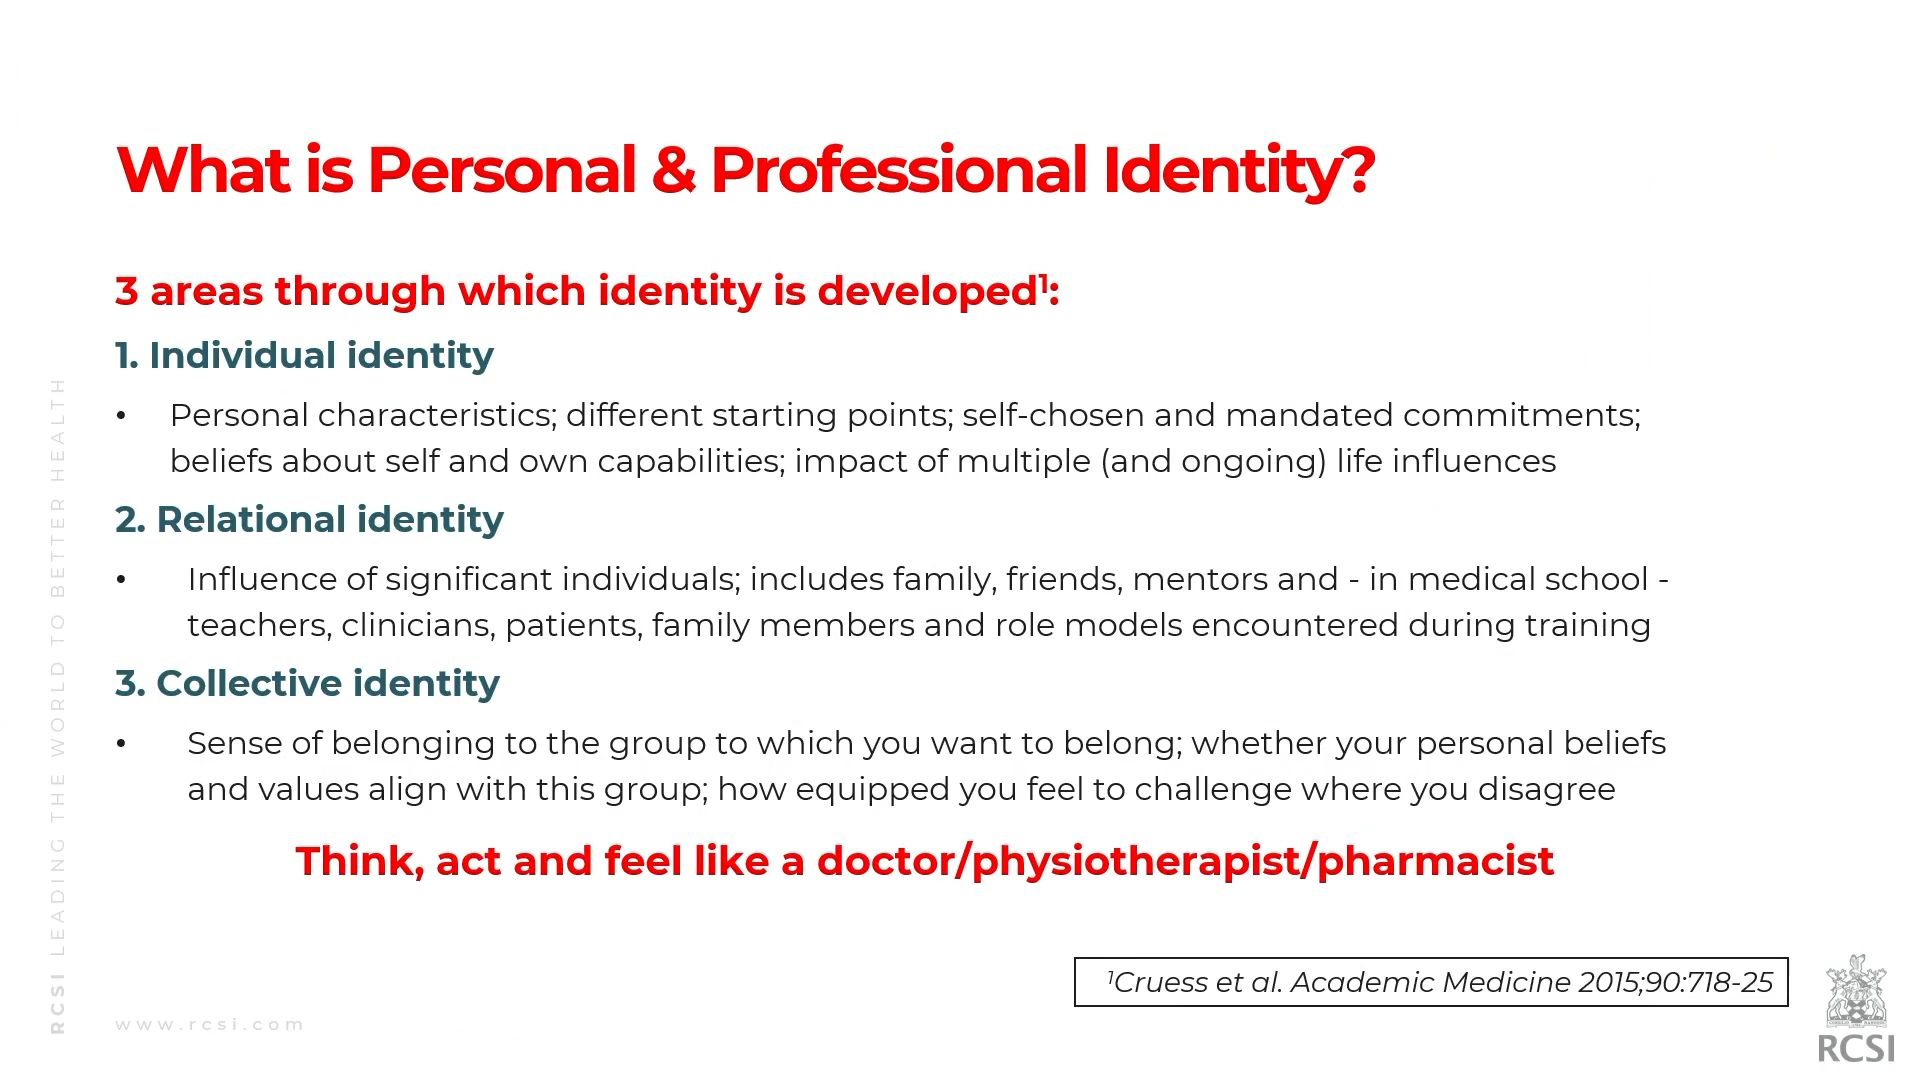 What is Personal & Professional Identity?
3 areas through which identity is developed¹:
1. Individual identity
• Personal characteristics; different starting points; self-chosen and mandated commitments;
beliefs about self and own capabilities; impact of multiple (and ongoing) life influences
2. Relational identity
• Influence of significant individuals; includes family, friends, mentors and - in medical school -
teachers, clinicians, patients, family members and role models encountered during training
3. Collective identity
• Sense of belonging to the group to which you want to belong; whether your personal beliefs
and values align with this group; how equipped you feel to challenge where you disagree
Think, act and feel like a doctor/physiotherapist/pharmacist
¹Cruess et al. Academic Medicine 2015;90:718-25
RCSI LEADING THE WORLD TO BETTER HEALTH
www.rcsi.com
RCSI